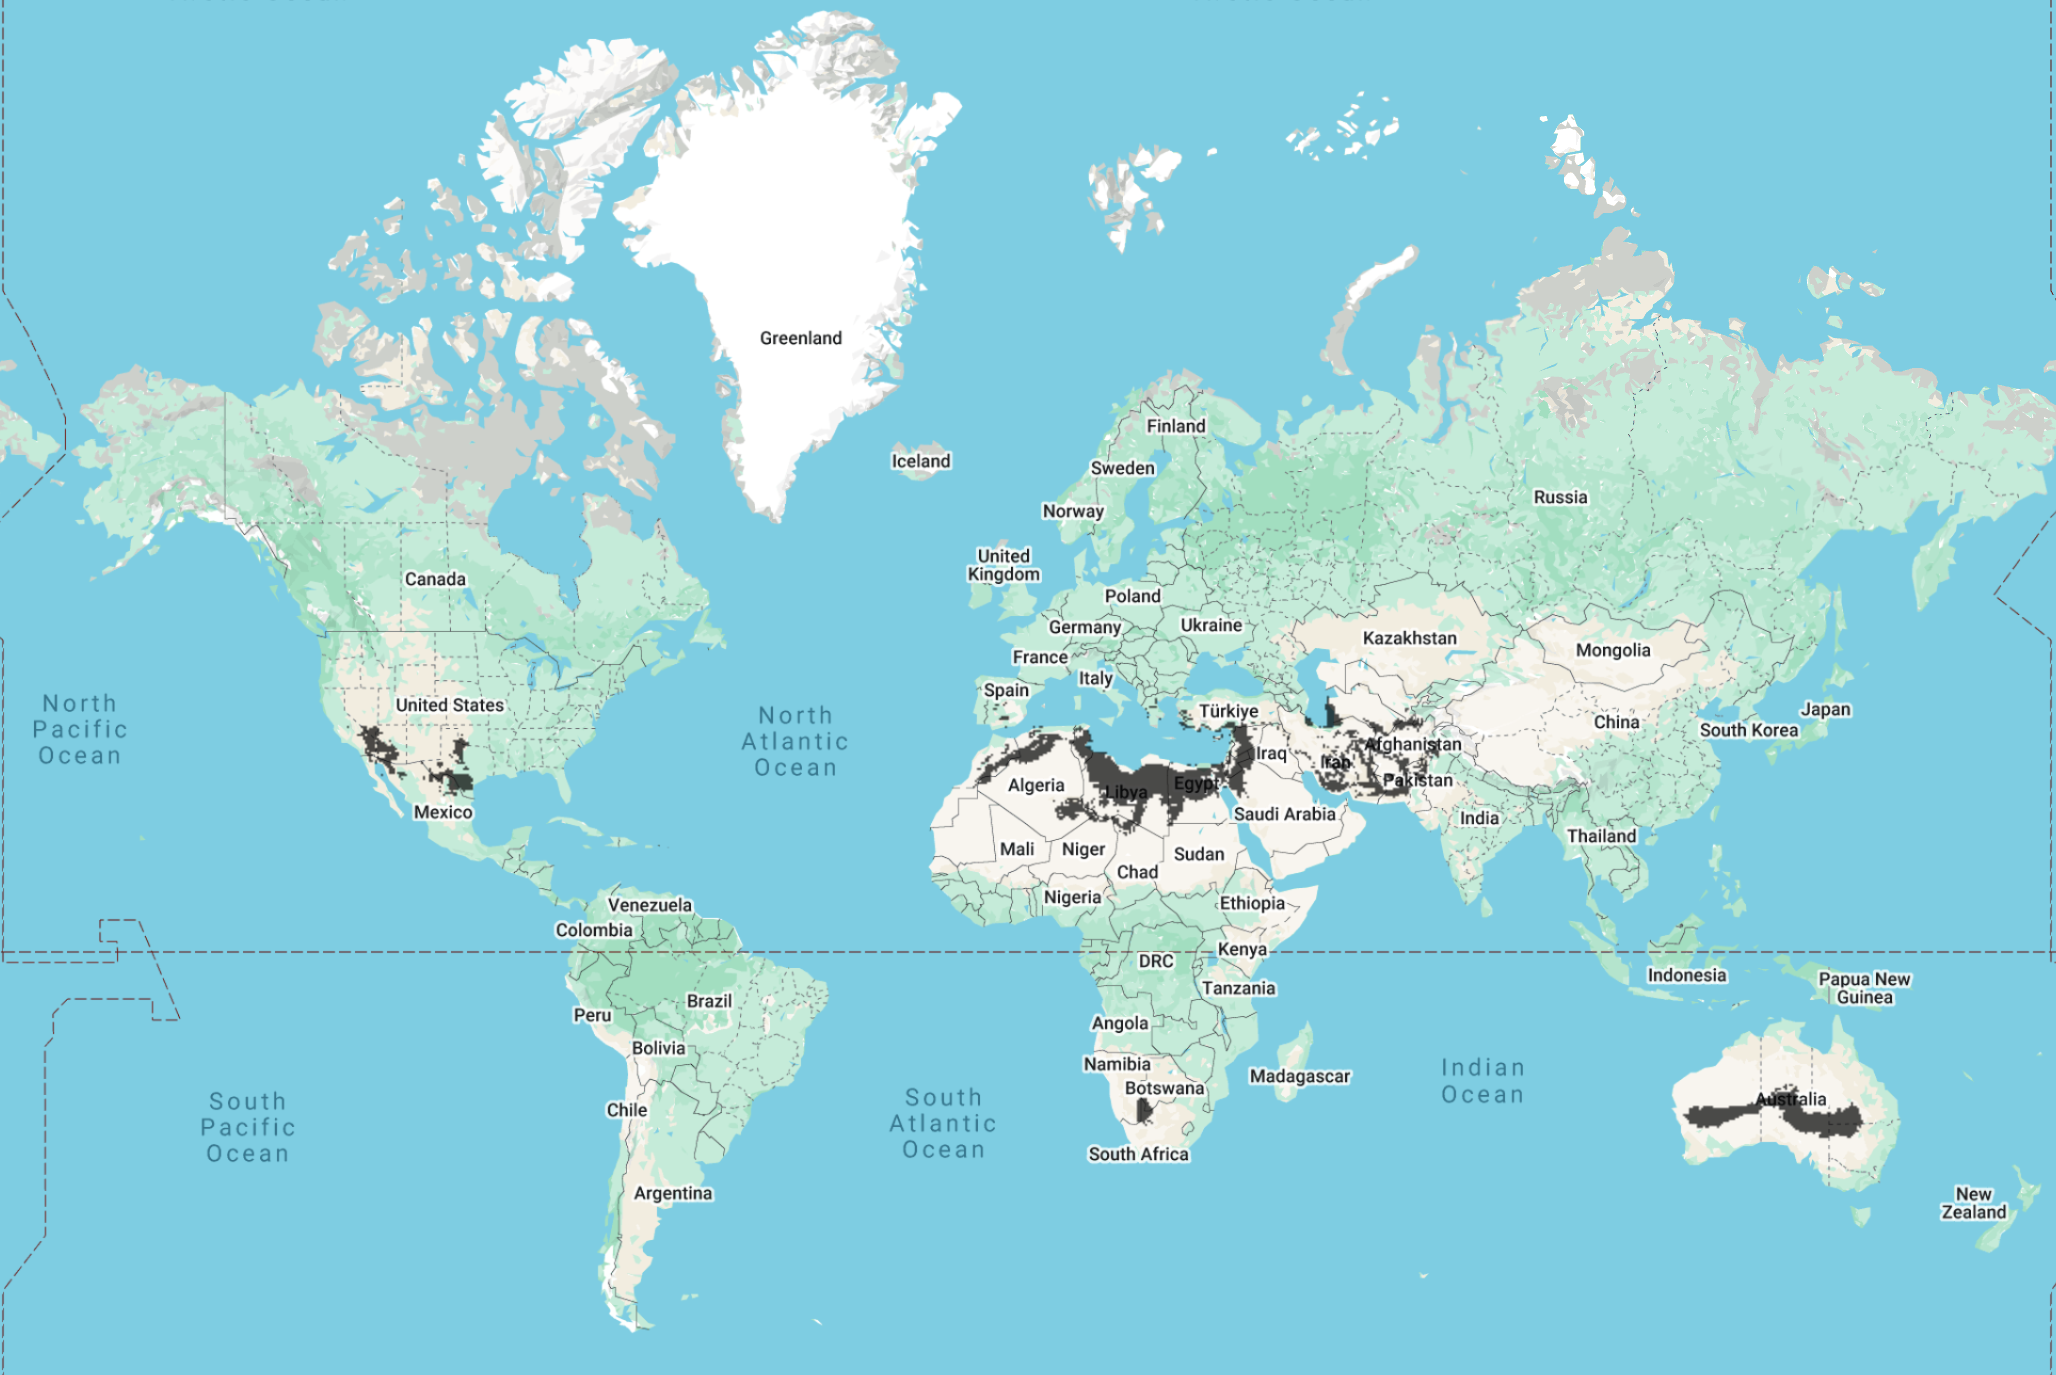 Greenland
Iceland
Finland
Sweden
Norway
Russia
United
Kingdom
Canada
Poland
Germany
Ukraine
France
Kazakhstan
Mongolia
Italy
Spain
United States
Türkiye
North
Pacific
Ocean
North
Atlantic
Ocean
China
Japan
South Korea
Afghanistan
Iraq
Iran
Pakistan
Algeria
Libya
Egypt
Mexico
Saudi Arabia
India
Thailand
Mali
Niger
Sudan
Chad
Nigeria
Ethiopia
Venezuela
Colombia
Kenya
DRC
Indonesia
Papua New
Guinea
Tanzania
Brazil
Peru
Angola
Bolivia
Namibia
Botswana
Madagascar
Indian
Ocean
Australia
Chile
South
Pacific
Ocean
South
Atlantic
Ocean
South Africa
Argentina
New
Zealand